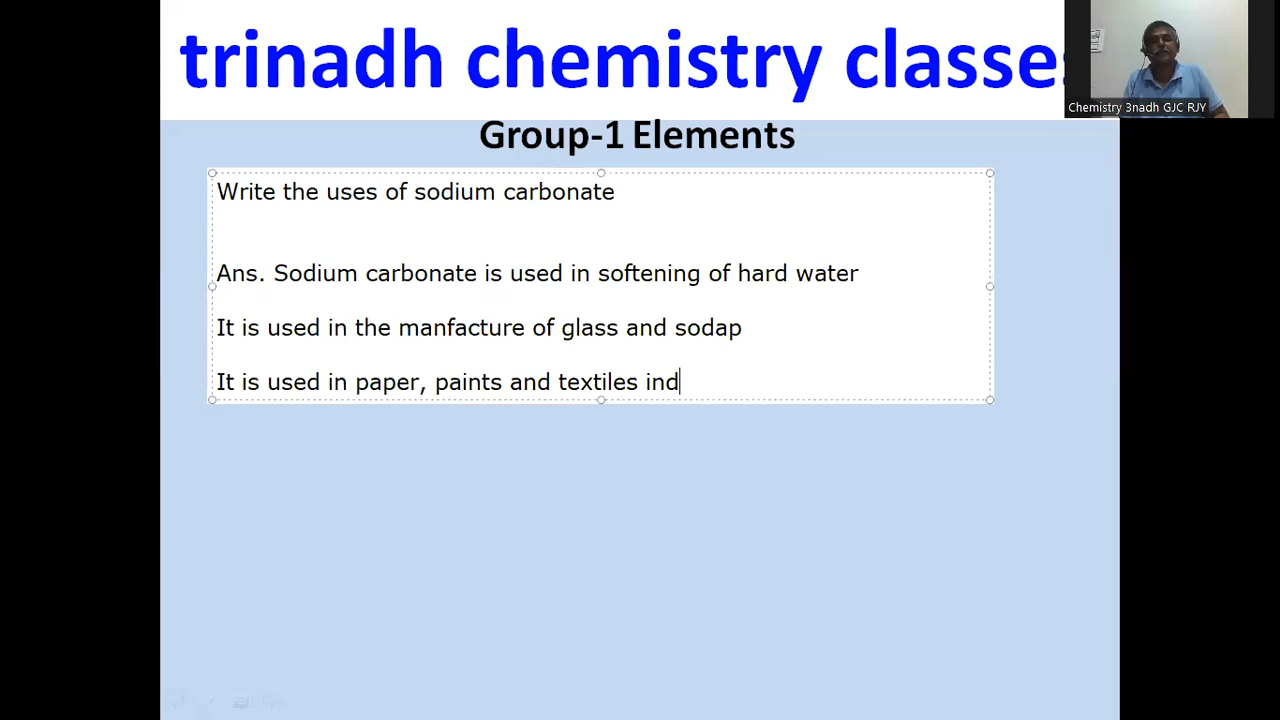 trinadh chemistry classes
Chemistry 3nadh GJC RJY
Group-1 Elements
Write the uses of sodium carbonate
Ans. Sodium carbonate is used in softening of hard water
It is used in the manfacture of glass and sodap
It is used in paper, paints and textiles ind